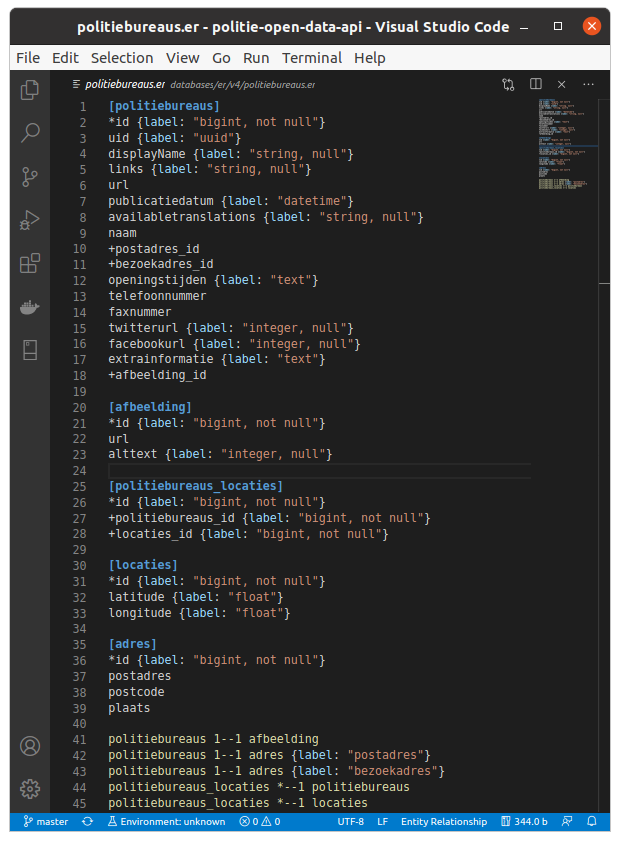 politiebureaus.er - politie-open-data-api - Visual Studio Code
File Edit Selection View Go Run Terminal Help
politiebureaus.er databases/er/v4/politiebureaus.er
1 [politiebureaus]
2 *id {label: "bigint, not null"}
3 uid {label: "uuid"}
4 displayName {label: "string, null"}
5 links {label: "string, null"}
6 url
7 publicatiedatum {label: "datetime"}
8 availabletranslations {label: "string, null"}
9 naam
10 +postadres_id
11 +bezoekadres_id
12 openingstijden {label: "text"}
13 telefoonnummer
14 faxnummer
15 twitterurl {label: "integer, null"}
16 facebookurl {label: "integer, null"}
17 extrainformatie {label: "text"}
18 +afbeelding_id
19
20 [afbeelding]
21 *id {label: "bigint, not null"}
22 url
23 alttext {label: "integer, null"}
24
25 [politiebureaus_locaties]
26 *id {label: "bigint, not null"}
27 +politiebureaus_id {label: "bigint, not null"}
28 +locaties_id {label: "bigint, not null"}
29
30 [locaties]
31 *id {label: "bigint, not null"}
32 latitude {label: "float"}
33 longitude {label: "float"}
34
35 [adres]
36 *id {label: "bigint, not null"}
37 postadres
38 postcode
39 plaats
40
41 politiebureaus 1--1 afbeelding
42 politiebureaus 1--1 adres {label: "postadres"}
43 politiebureaus 1--1 adres {label: "bezoekadres"}
44 politiebureaus_locaties *--1 politiebureaus
45 politiebureaus_locaties *--1 locaties
master Environment: unknown 0 0 UTF-8 LF Entity Relationship 344.0 b